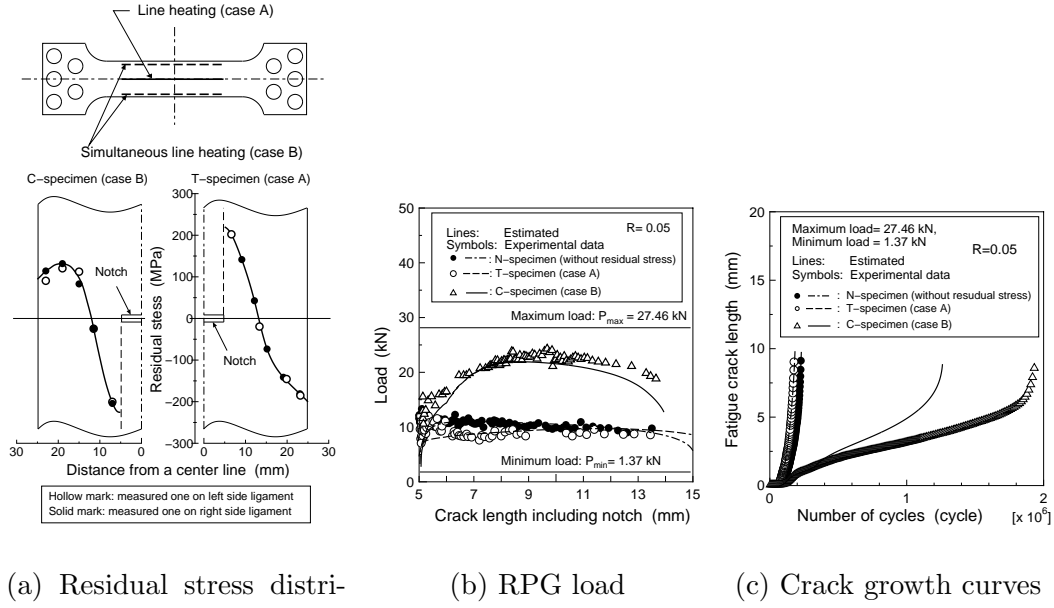 Line heating (case A)
Simultaneous line heating (case B)
C−specimen (case B)
T−specimen (case A)
300
200
100
0
−100
−200
−300
Residual stess (MPa)
Notch
Notch
30 20 10 0
0 10 20 30
Distance from a center line (mm)
Hollow mark: measured one on left side ligament
Solid mark: measured one on right side ligament
(a) Residual stress distri-
50
40
30
20
10
0
Load (kN)
Lines: Estimated
Symbols: Experimental data
R= 0.05
: N−specimen (without residual stress)
: T−specimen (case A)
: C−specimen (case B)
Maximum load: Pmax = 27.46 kN
Minimum load: Pmin = 1.37 kN
5 7 9 11 13 15
Crack length including notch (mm)
(b) RPG load
20
15
10
5
0
Fatigue crack length (mm)
Maximum load= 27.46 kN,
Minimum load = 1.37 kN
R=0.05
Lines: Estimated
Symbols: Experimental data
: N−specimen (without resudual stress)
: T−specimen (case A)
: C−specimen (case B)
0 1 2
Number of cycles (cycle)
[x 10⁶]
(c) Crack growth curves